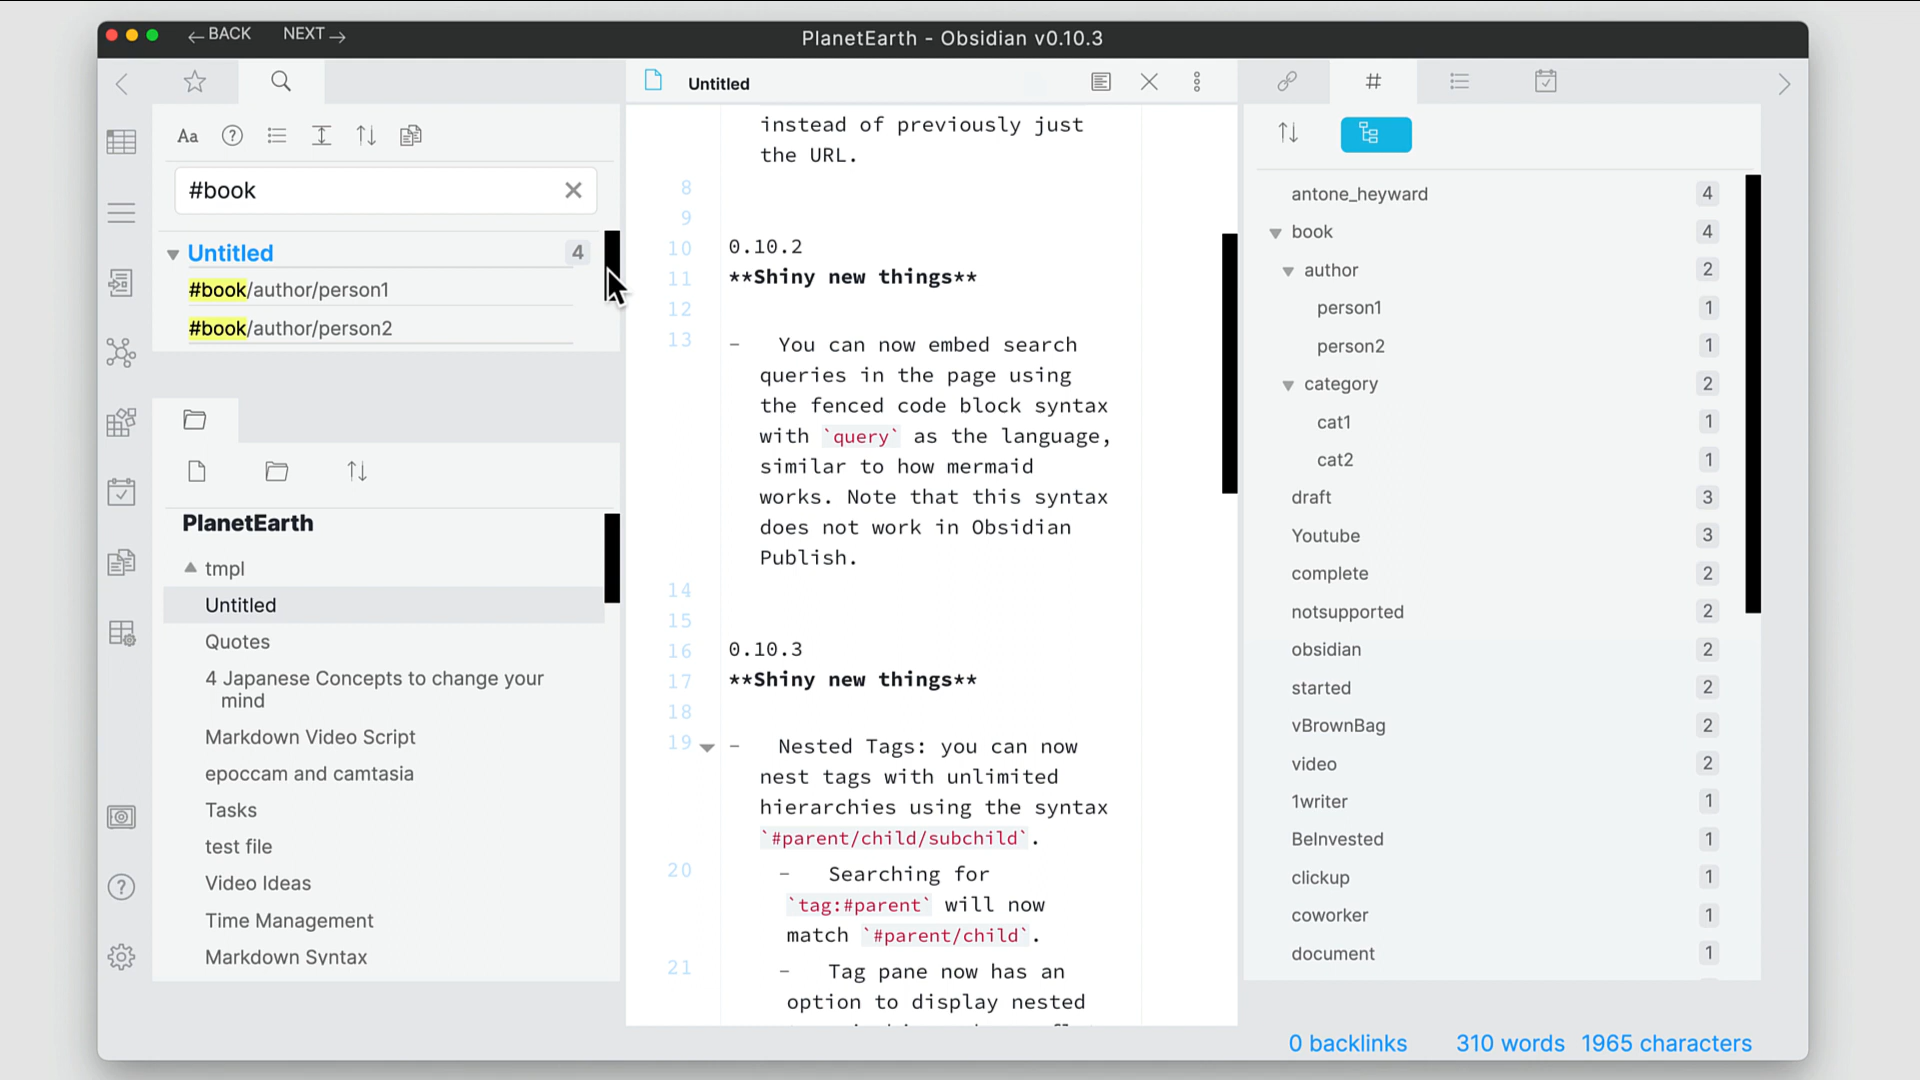 ← BACK NEXT →
PlanetEarth - Obsidian v0.10.3
Aa
#book
Untitled 4
#book/author/person1
#book/author/person2
PlanetEarth
tmpl
Untitled
Quotes
4 Japanese Concepts to change your
mind
Markdown Video Script
epoccam and camtasia
Tasks
test file
Video Ideas
Time Management
Markdown Syntax
Untitled
instead of previously just
the URL.
8
9
10 0.10.2
11 **Shiny new things**
12
13 - You can now embed search
queries in the page using
the fenced code block syntax
with `query` as the language,
similar to how mermaid
works. Note that this syntax
does not work in Obsidian
Publish.
14
15
16 0.10.3
17 **Shiny new things**
18
19 - Nested Tags: you can now
nest tags with unlimited
hierarchies using the syntax
`#parent/child/subchild`.
20 - Searching for
`tag:#parent` will now
match `#parent/child`.
21 - Tag pane now has an
option to display nested
#
antone_heyward 4
book 4
author 2
person1 1
person2 1
category 2
cat1 1
cat2 1
draft 3
Youtube 3
complete 2
notsupported 2
obsidian 2
started 2
vBrownBag 2
video 2
1writer 1
BeInvested 1
clickup 1
coworker 1
document 1
0 backlinks 310 words 1965 characters